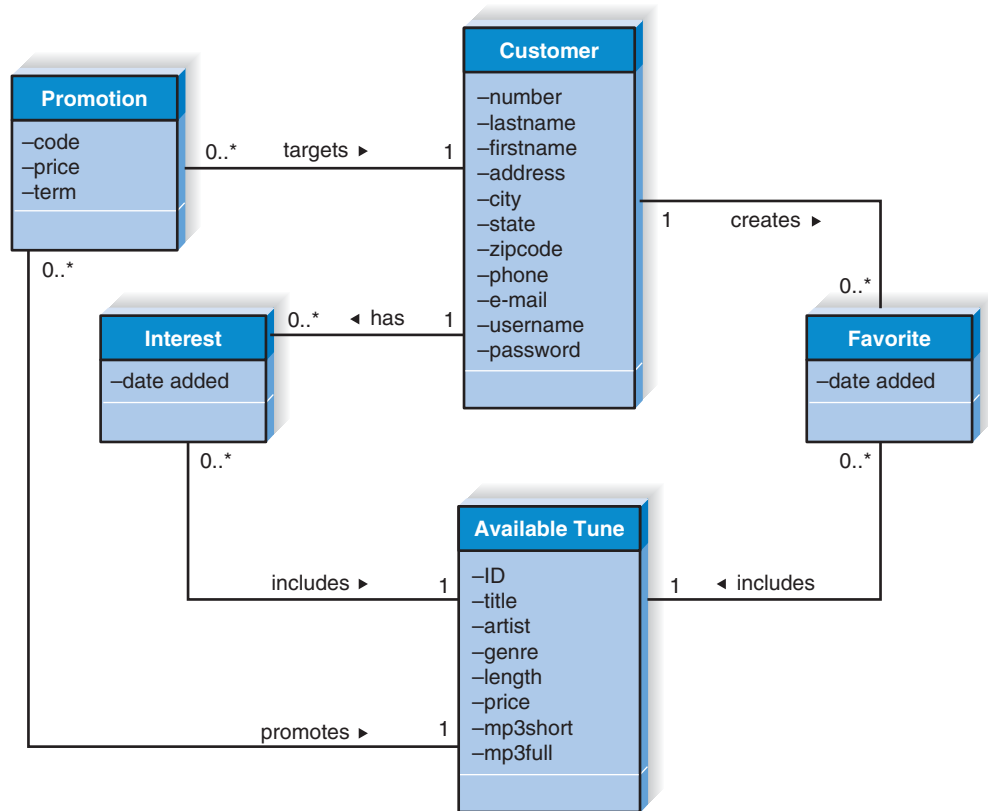 Customer
–number
–lastname
–firstname
–address
–city
–state
–zipcode
–phone
–e-mail
–username
–password
Promotion
–code
–price
–term
0..* targets ► 1
1 creates ►
0..*
0..*
0..* ◄ has 1
Interest
–date added
0..*
Favorite
–date added
0..*
Available Tune
–ID
–title
–artist
–genre
–length
–price
–mp3short
–mp3full
includes ► 1
1 ◄ includes
promotes ► 1